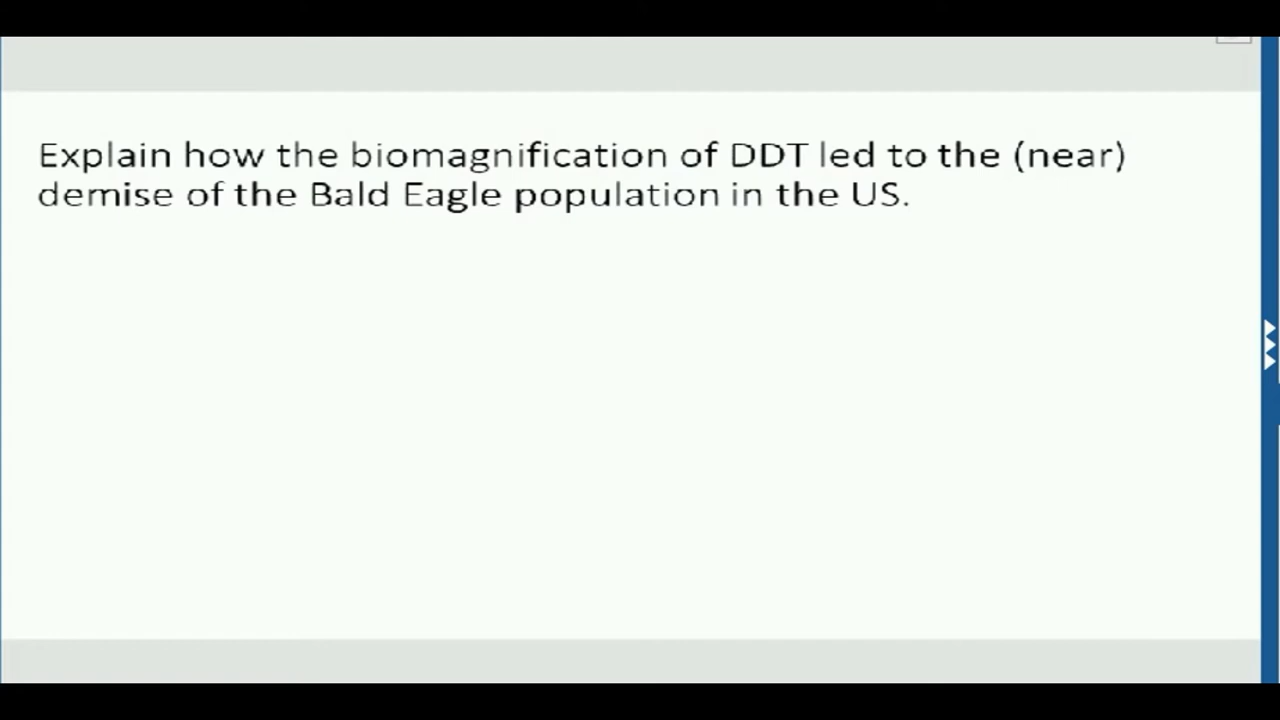 Explain how the biomagnification of DDT led to the (near)
demise of the Bald Eagle population in the US.